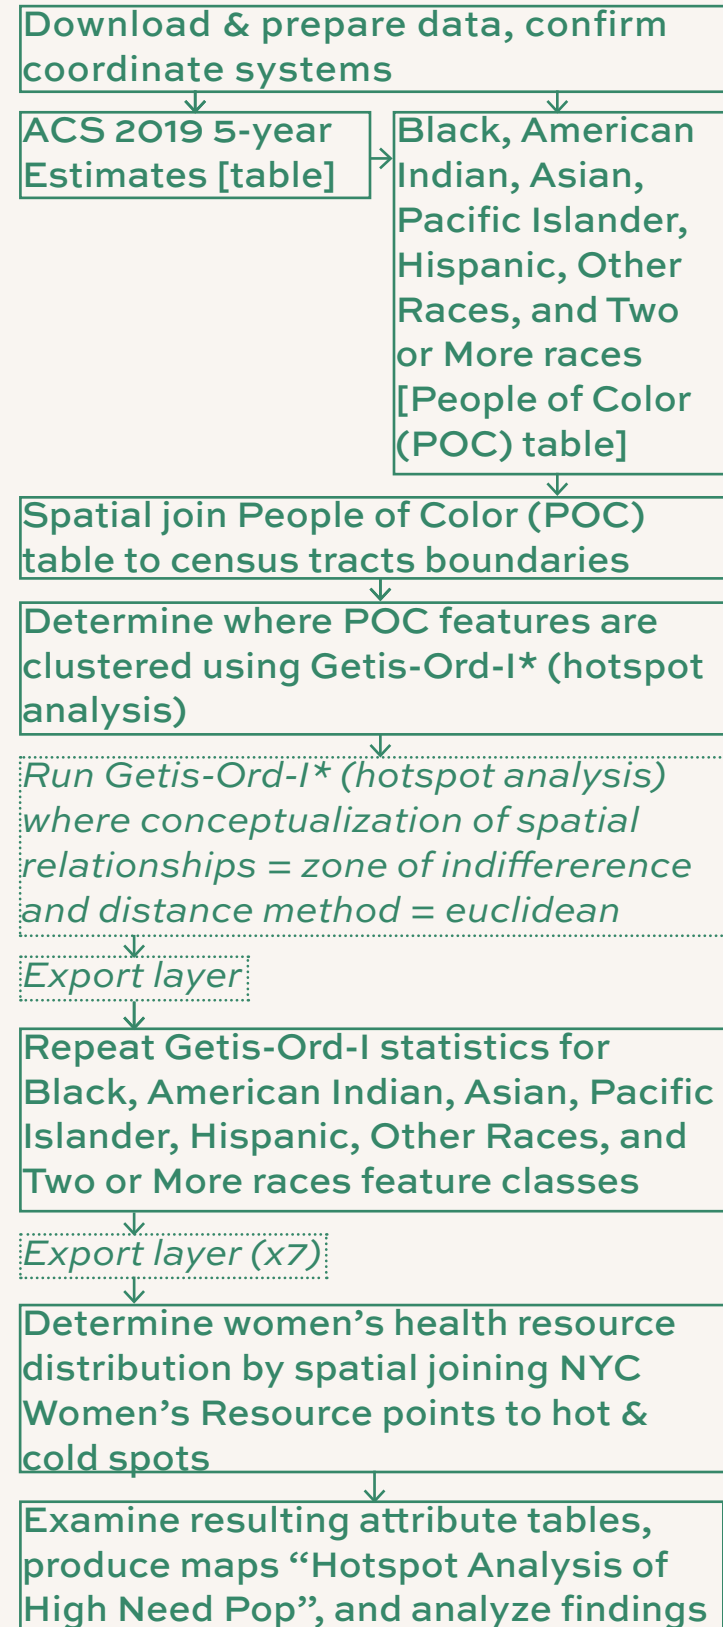 Download & prepare data, confirm
coordinate systems
ACS 2019 5-year
Estimates [table]
Black, American
Indian, Asian,
Pacific Islander,
Hispanic, Other
Races, and Two
or More races
[People of Color
(POC) table]
Spatial join People of Color (POC)
table to census tracts boundaries
Determine where POC features are
clustered using Getis-Ord-I* (hotspot
analysis)
Run Getis-Ord-I* (hotspot analysis)
where conceptualization of spatial
relationships = zone of indiffererence
and distance method = euclidean
Export layer
Repeat Getis-Ord-I statistics for
Black, American Indian, Asian, Pacific
Islander, Hispanic, Other Races, and
Two or More races feature classes
Export layer (x7)
Determine women’s health resource
distribution by spatial joining NYC
Women’s Resource points to hot &
cold spots
Examine resulting attribute tables,
produce maps “Hotspot Analysis of
High Need Pop”, and analyze findings